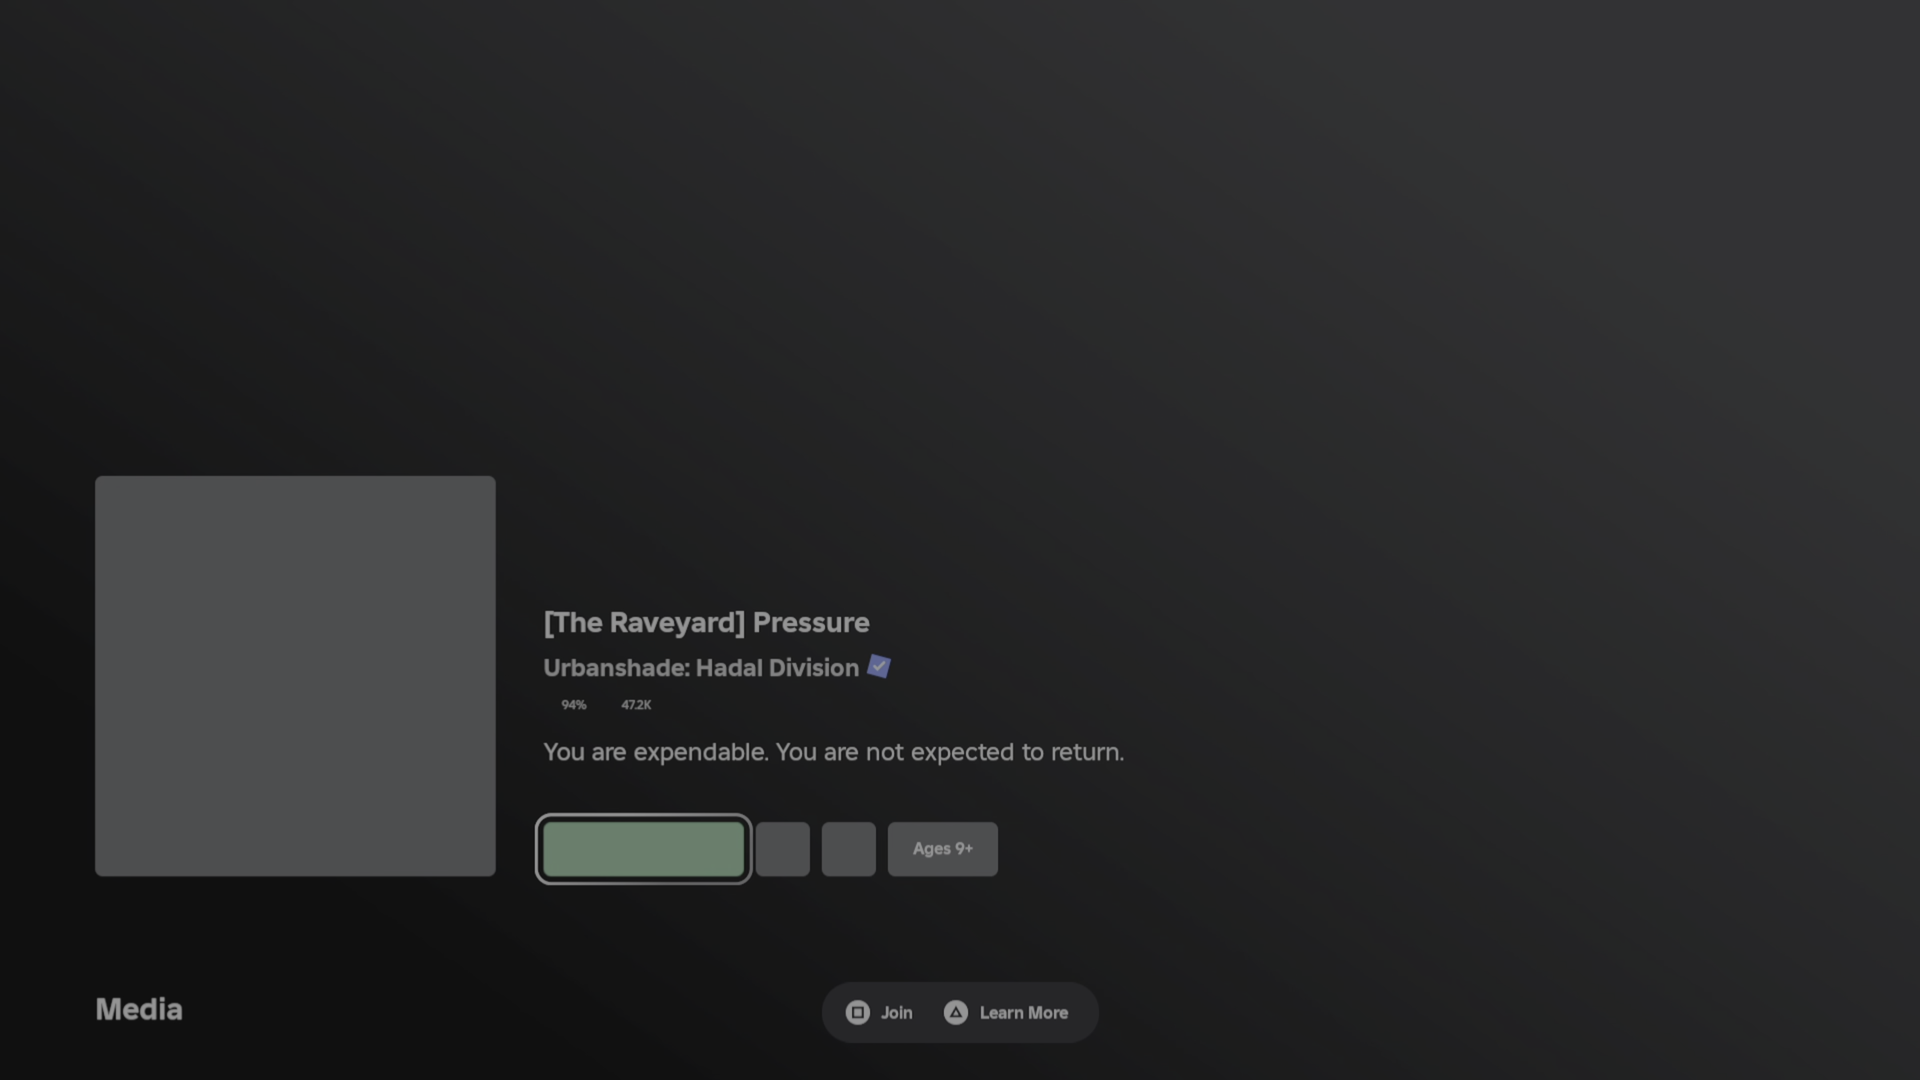 [The Raveyard] Pressure
Urbanshade: Hadal Division
94% 47.2K
You are expendable. You are not expected to return.
Ages 9+
Media
Join Learn More